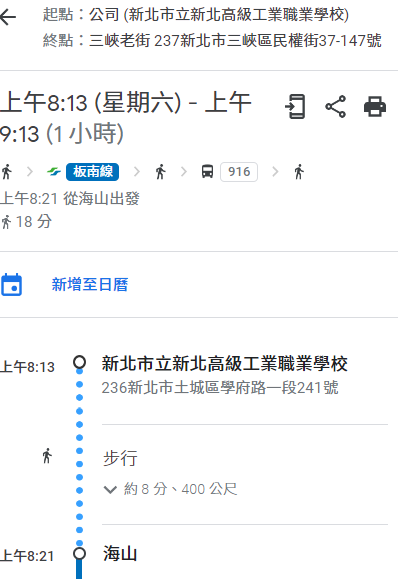 起點：公司 (新北市立新北高級工業職業學校)
終點：三峽老街 237新北市三峽區民權街37-147號
上午8:13 (星期六) - 上午
9:13 (1 小時)
板南線 916
上午8:21 從海山出發
18 分
新增至日曆
上午8:13 新北市立新北高級工業職業學校
236新北市土城區學府路一段241號
步行
約 8 分、400 公尺
上午8:21 海山